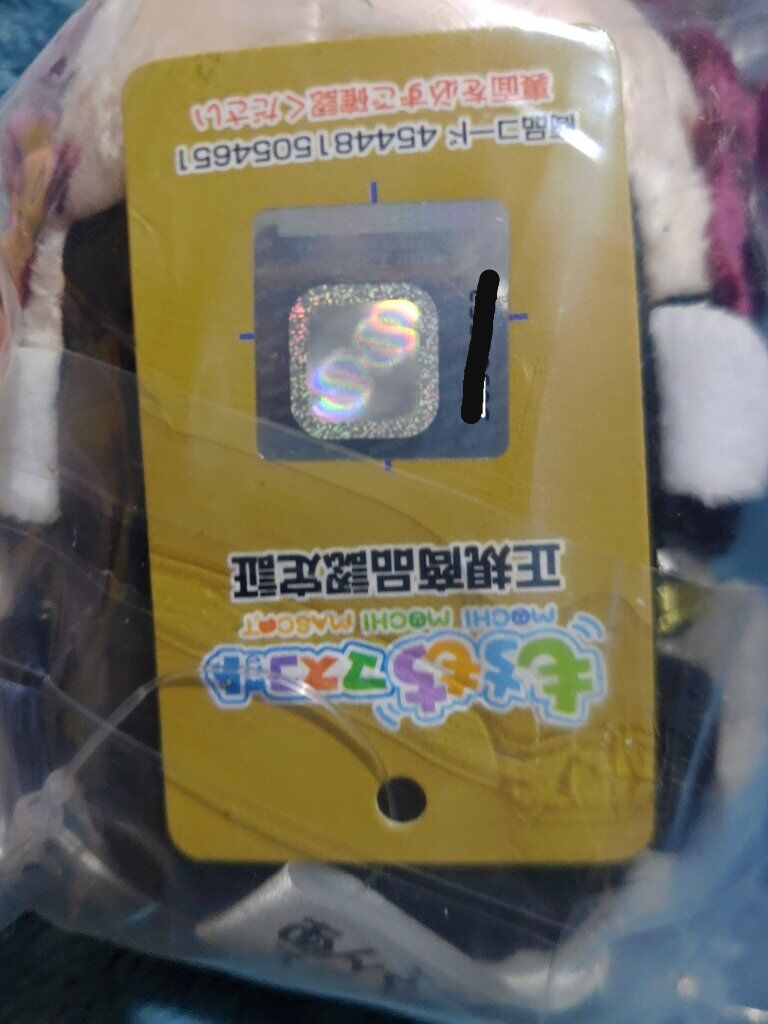 もちもちマスコット
MOCHI MOCHI MASCOT
正規商品認定証
SS
商品コード 4544815054651
裏面を必ずご確認ください